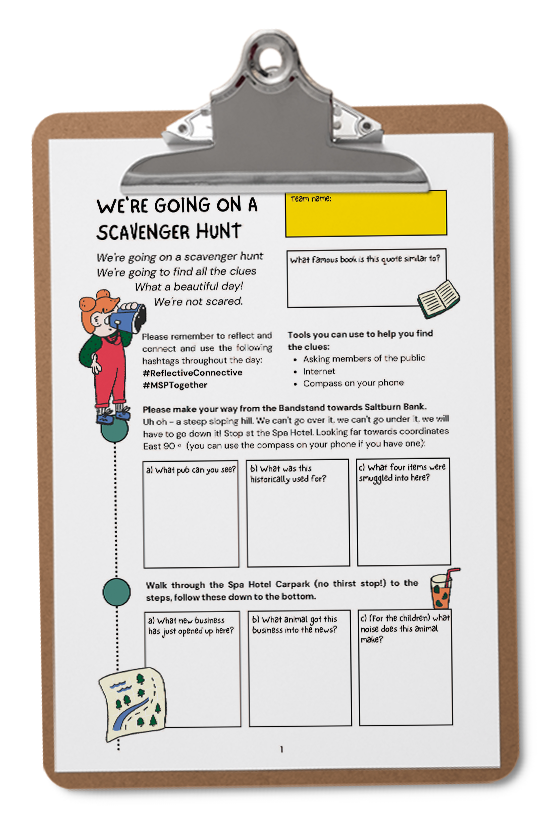 WE'RE GOING ON A
SCAVENGER HUNT
Team name:
We're going on a scavenger hunt
We're going to find all the clues
What a beautiful day!
We're not scared.
What famous book is this quote similar to?
Please remember to reflect and
connect and use the following
hashtags throughout the day:
#ReflectiveConnective
#MSPTogether
Tools you can use to help you find
the clues:
• Asking members of the public
• Internet
• Compass on your phone
Please make your way from the Bandstand towards Saltburn Bank.
Uh oh - a steep sloping hill. We can't go over it, we can't go under it, we will
have to go down it! Stop at the Spa Hotel. Looking far towards coordinates
East 90 ° (you can use the compass on your phone if you have one):
a) What pub can you see?
b) What was this
historically used for?
c) What four items were
smuggled into here?
Walk through the Spa Hotel Carpark (no thirst stop!) to the
steps, follow these down to the bottom.
a) What new business
has just opened up here?
b) What animal got this
business into the news?
c) (For the children) what
noise does this animal
make?
1